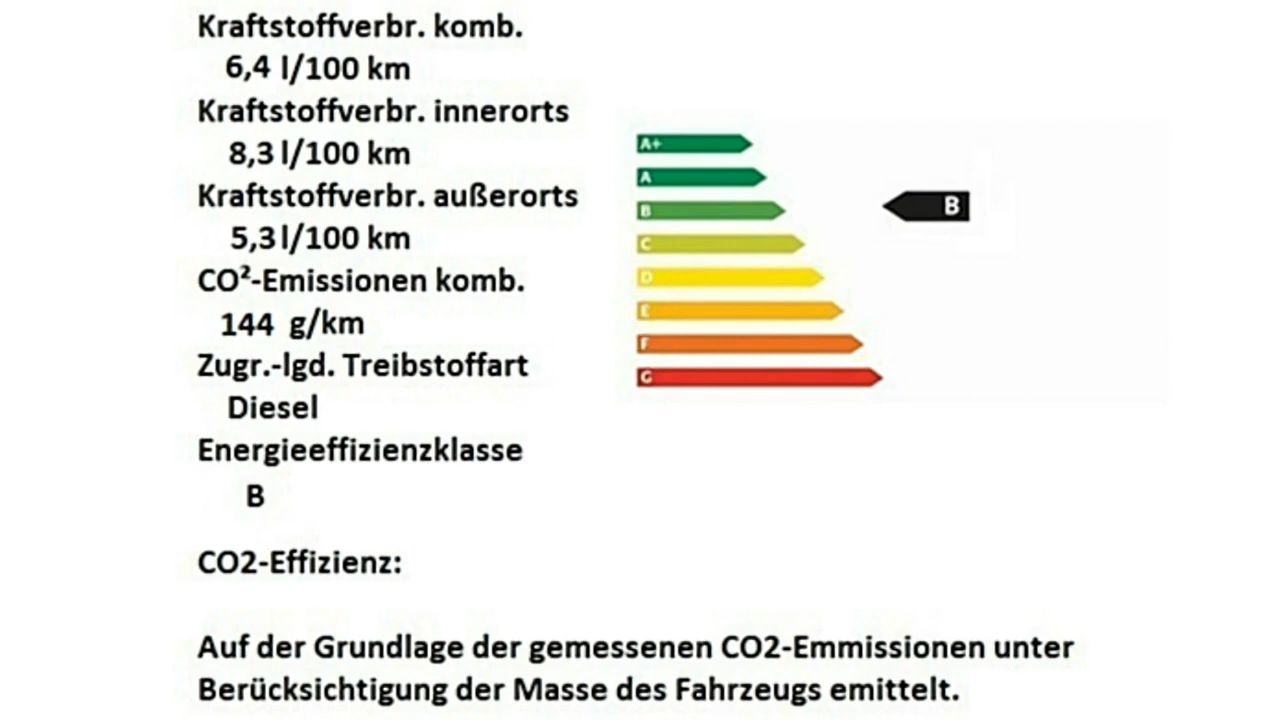 Kraftstoffverbr. komb.
6,4 l/100 km
Kraftstoffverbr. innerorts
8,3 l/100 km
Kraftstoffverbr. außerorts
5,3 l/100 km
CO²-Emissionen komb.
144 g/km
Zugr.-lgd. Treibstoffart
Diesel
Energieeffizienzklasse
B
A+
A
B
B
C
D
E
F
G
CO2-Effizienz:
Auf der Grundlage der gemessenen CO2-Emmissionen unter
Berücksichtigung der Masse des Fahrzeugs emittelt.